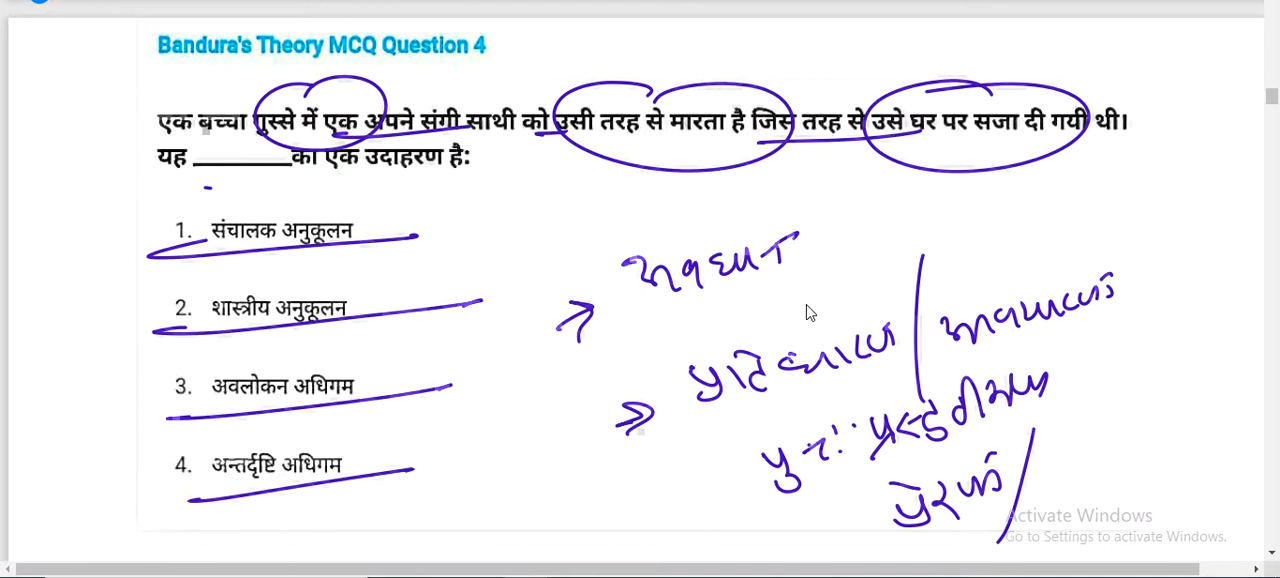 Bandura's Theory MCQ Question 4
एक बच्चा गुस्से में एक अपने संगी साथी को उसी तरह से मारता है जिस तरह से उसे घर पर सजा दी गयी थी।
यह ________का एक उदाहरण है:
1. संचालक अनुकूलन
2. शास्त्रीय अनुकूलन
3. अवलोकन अधिगम
4. अन्तर्दृष्टि अधिगम
Activate Windows
Go to Settings to activate Windows.